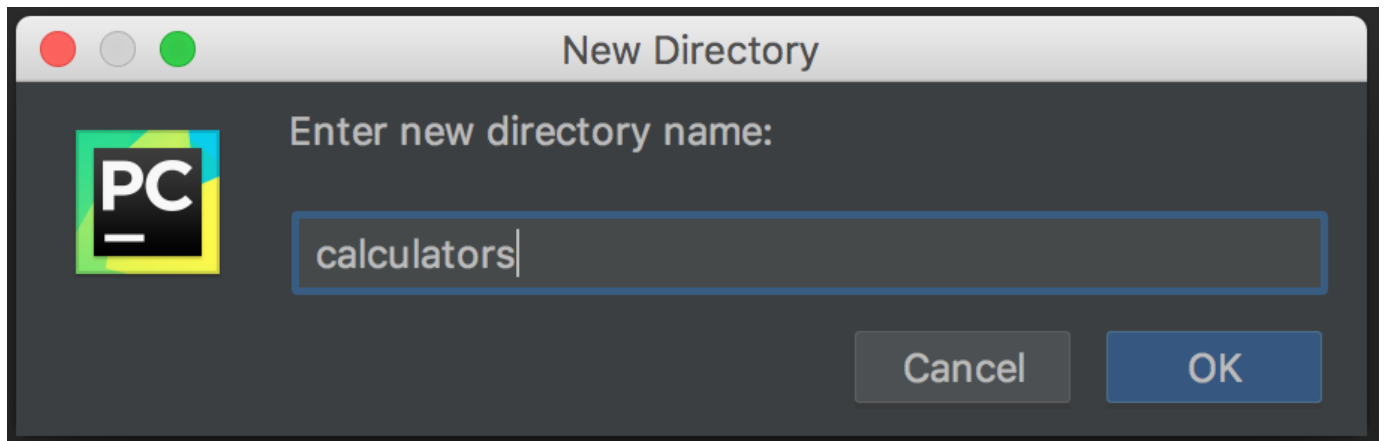 New Directory
Enter new directory name:
PC
calculators
Cancel OK